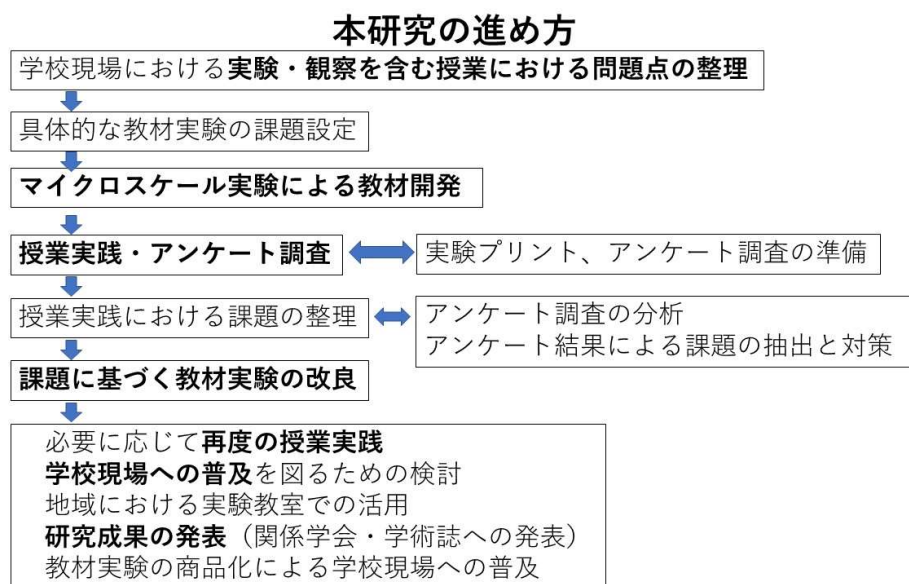 本研究の進め方
学校現場における実験・観察を含む授業における問題点の整理
具体的な教材実験の課題設定
マイクロスケール実験による教材開発
授業実践・アンケート調査
実験プリント、アンケート調査の準備
授業実践における課題の整理
アンケート調査の分析
アンケート結果による課題の抽出と対策
課題に基づく教材実験の改良
必要に応じて再度の授業実践
学校現場への普及を図るための検討
地域における実験教室での活用
研究成果の発表（関係学会・学術誌への発表）
教材実験の商品化による学校現場への普及